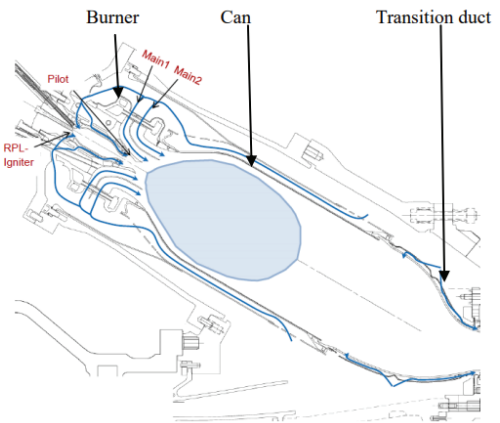 Burner Can Transition duct
Main1 Main2
Pilot
RPL-
Igniter